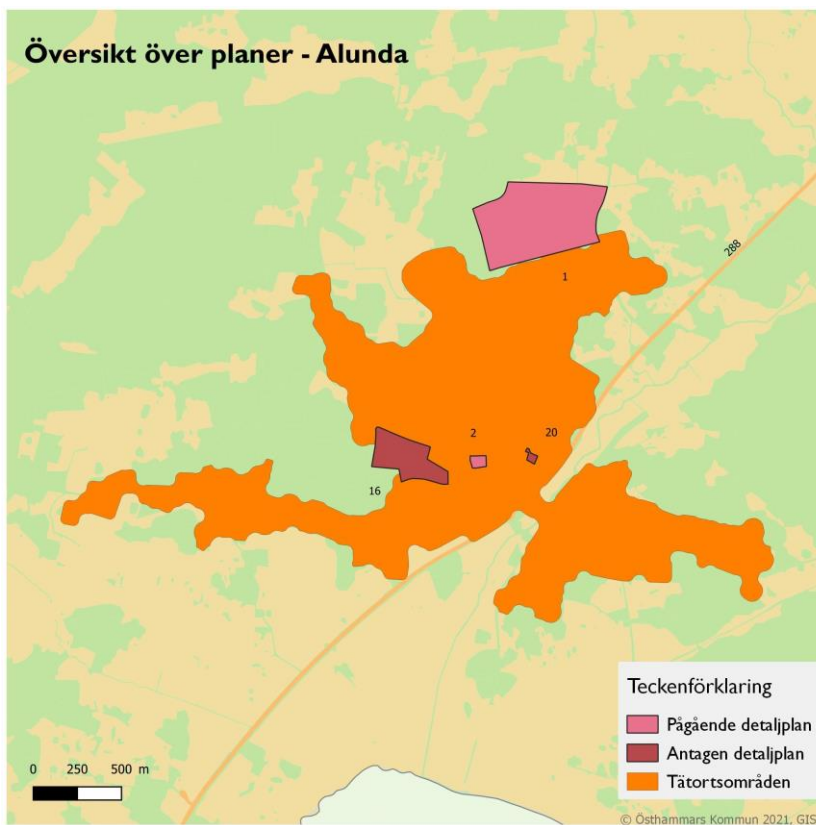 Översikt över planer - Alunda
288
1
2
20
16
Teckenförklaring
Pågående detaljplan
Antagen detaljplan
Tätortsområden
0 250 500 m
© Östhammars Kommun 2021, GIS